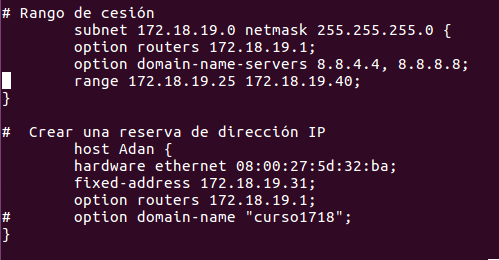 # Rango de cesión
subnet 172.18.19.0 netmask 255.255.255.0 {
option routers 172.18.19.1;
option domain-name-servers 8.8.4.4, 8.8.8.8;
range 172.18.19.25 172.18.19.40;
}
#  Crear una reserva de dirección IP
host Adan {
hardware ethernet 08:00:27:5d:32:ba;
fixed-address 172.18.19.31;
option routers 172.18.19.1;
#       option domain-name "curso1718";
}